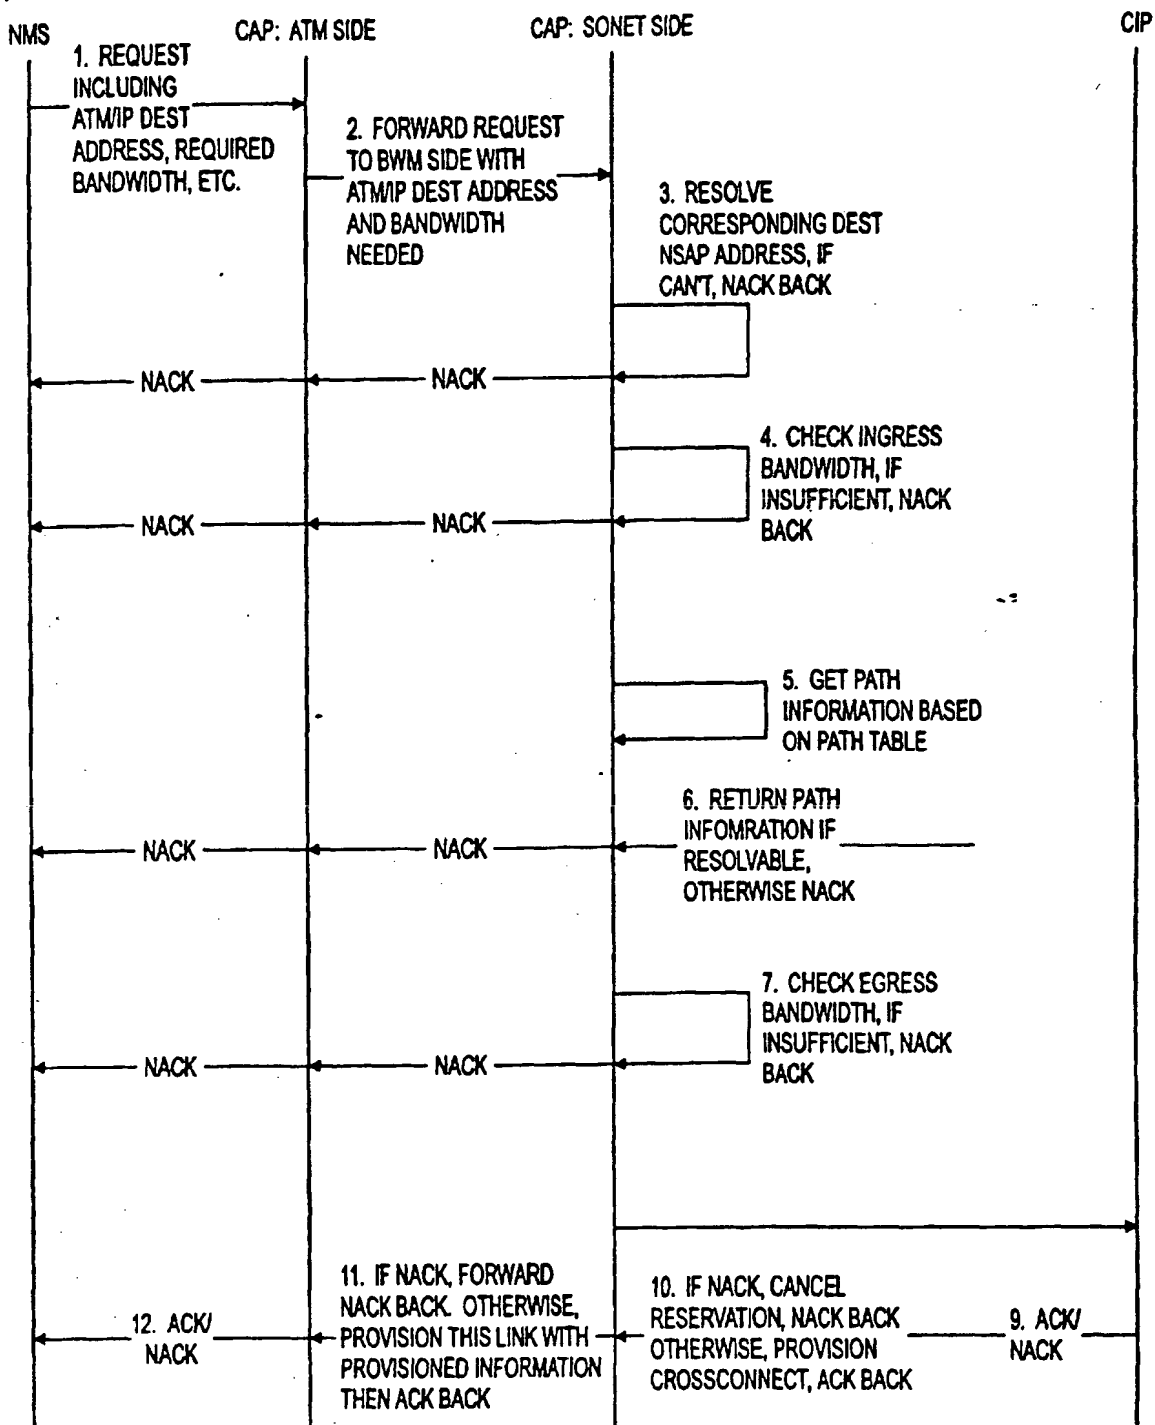 NMS
CAP: ATM SIDE
CAP: SONET SIDE
CIP
1. REQUEST
INCLUDING
ATM/IP DEST
ADDRESS, REQUIRED
BANDWIDTH, ETC.
2. FORWARD REQUEST
TO BWM SIDE WITH
ATM/IP DEST ADDRESS
AND BANDWIDTH
NEEDED
3. RESOLVE
CORRESPONDING DEST
NSAP ADDRESS, IF
CAN'T, NACK BACK
NACK
NACK
4. CHECK INGRESS
BANDWIDTH, IF
INSUFFICIENT, NACK
BACK
NACK
NACK
5. GET PATH
INFORMATION BASED
ON PATH TABLE
6. RETURN PATH
INFOMRATION IF
RESOLVABLE,
OTHERWISE NACK
NACK
NACK
7. CHECK EGRESS
BANDWIDTH, IF
INSUFFICIENT, NACK
BACK
NACK
NACK
12. ACK/
NACK
11. IF NACK, FORWARD
NACK BACK. OTHERWISE,
PROVISION THIS LINK WITH
PROVISIONED INFORMATION
THEN ACK BACK
10. IF NACK, CANCEL
RESERVATION, NACK BACK
OTHERWISE, PROVISION
CROSSCONNECT, ACK BACK
9. ACK/
NACK